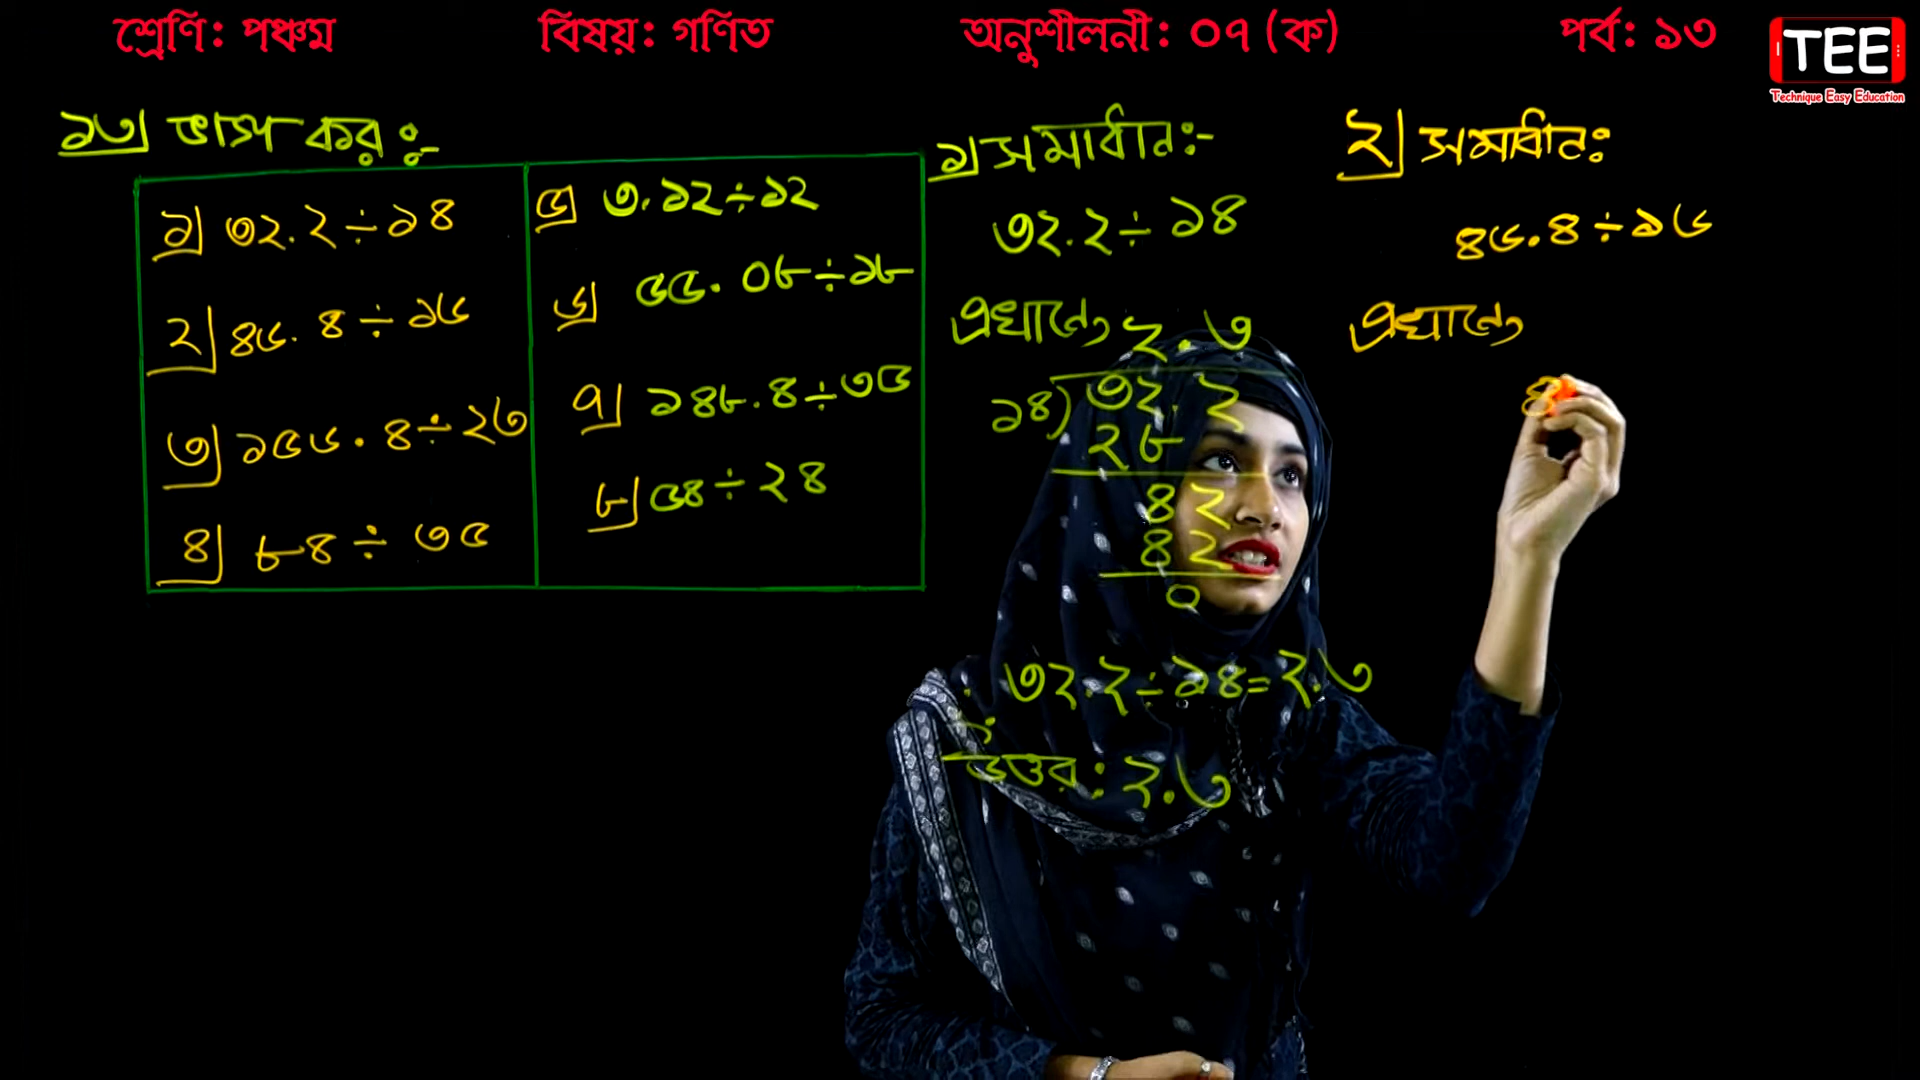 শ্রেণি: পঞ্চম
বিষয়: গণিত
অনুশীলনী: ০৭ (ক)
পর্ব: ১৩
TEE
Technique Easy Education
১৩) ভাগ কর:-
১) ৩২.২÷১৪
২) ৪৬.৪÷১৬
৩) ১৫৬.৪÷২৩
৪) ৮৪÷৩৫
৫) ৩.১২÷১২
৬) ৫৫.০৮÷১৮
৭) ১৪৮.৪÷৩৫
৮) ৫৪÷২৪
১) সমাধান:-
৩২.২÷১৪
এখানে,
২.৩
১৪) ৩২.২
২৮
৪২
৪২
০
৩২.২÷১৪=২.৩
উত্তর: ২.৩
২) সমাধান:
৪৬.৪÷১৬
এখানে,
৪